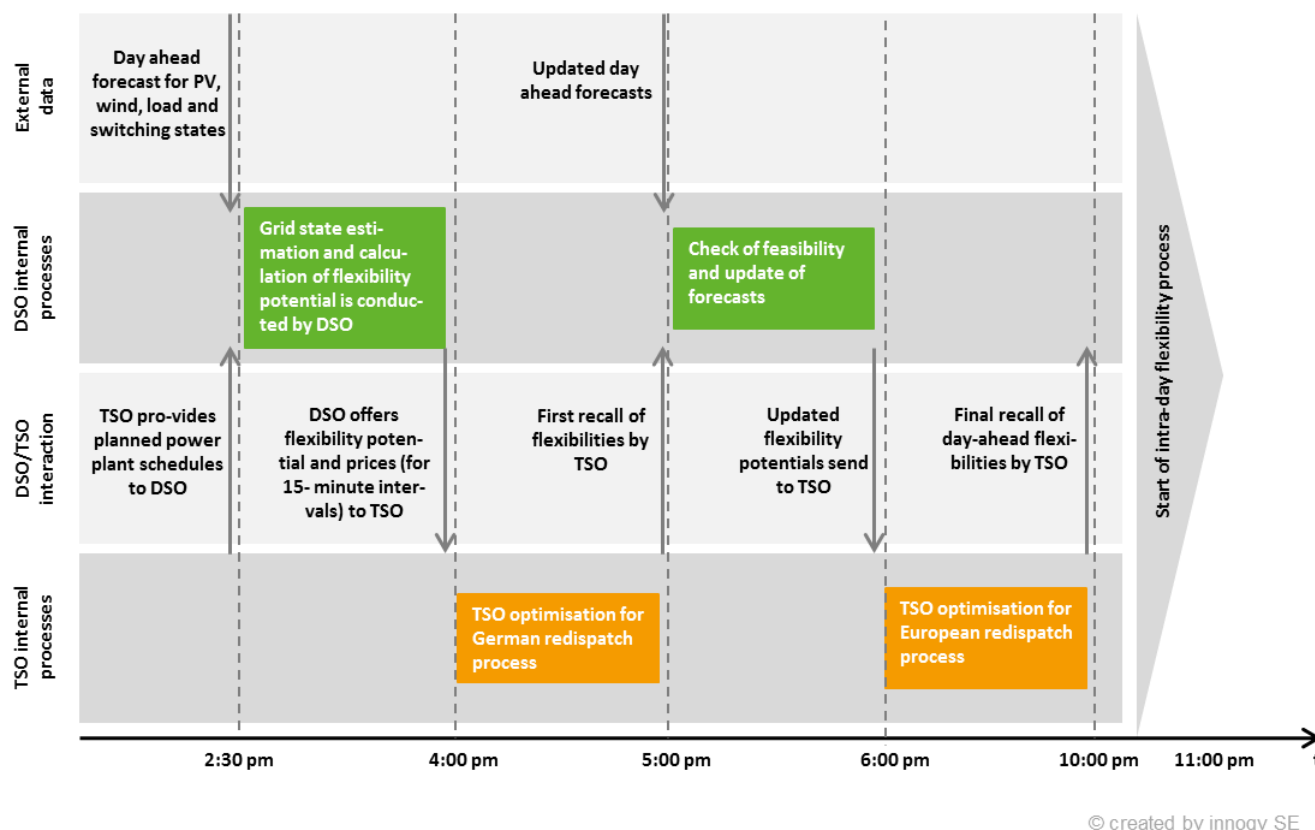 External
data
Day ahead
forecast for PV,
wind, load and
switching states
Updated day
ahead forecasts
DSO internal
processes
Grid state esti-
mation and calcu-
lation of flexibility
potential is conduc-
ted by DSO
Check of feasibility
and update of
forecasts
DSO/TSO
interaction
TSO pro-vides
planned power
plant schedules
to DSO
DSO offers
flexibility poten-
tial and prices (for
15- minute inter-
vals) to TSO
First recall of
flexibilities by
TSO
Updated
flexibility
potentials send
to TSO
Final recall of
day-ahead flexi-
bilities by TSO
TSO internal
processes
TSO optimisation for
German redispatch
process
TSO optimisation for
European redispatch
process
Start of intra-day flexibility process
2:30 pm
4:00 pm
5:00 pm
6:00 pm
10:00 pm
11:00 pm
t
© created by innogy SE